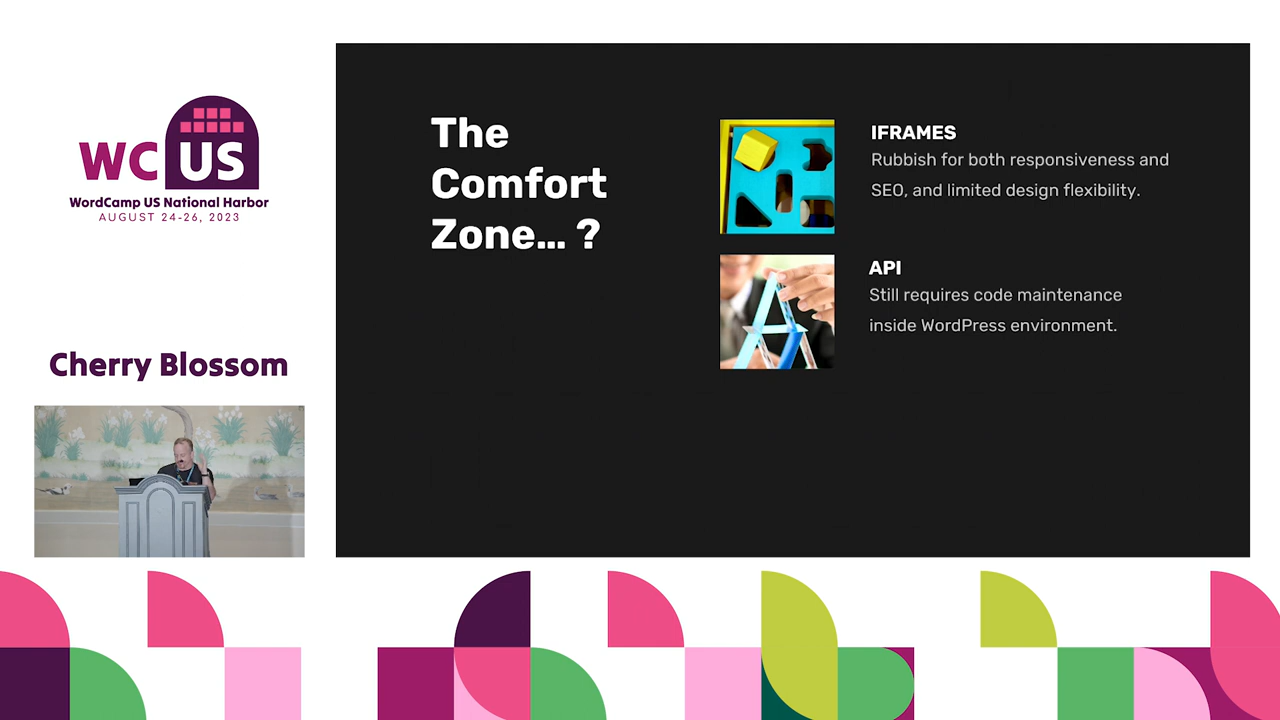 WC US
WordCamp US National Harbor
AUGUST 24-26, 2023
Cherry Blossom
The
Comfort
Zone... ?
IFRAMES
Rubbish for both responsiveness and
SEO, and limited design flexibility.
API
Still requires code maintenance
inside WordPress environment.